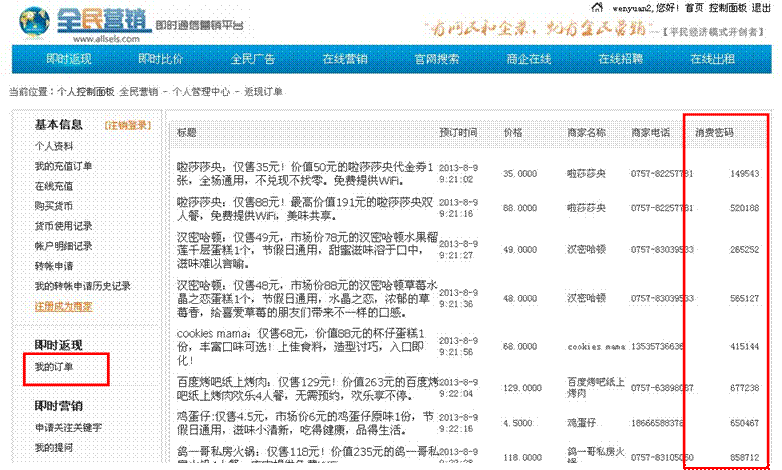 wenyuan2,您好! 首页 控制面板 退出
全民营销 即时通信营销平台
www.allsels.com
【平民经济模式开创者】
即时返现 即时比价 全民广告 在线营销 官网搜索 商企在线 在线招聘 在线出租
当前位置：个人控制面板 全民营销 - 个人管理中心 - 返现订单
基本信息 [注销登录]
个人资料
我的充值订单
在线充值
购买货币
货币使用记录
帐户明细记录
转帐申请
我的转帐申请历史记录
注册成为商家
即时返现
我的订单
即时营销
申请关注关键字
我的提问
标题 预订时间 价格 商家名称 商家电话 消费密码
啦莎莎央：仅售35元！价值50元的啦莎莎央代金券1
张，全场通用，不兑现不找零。免费提供WiFi。
2013-8-9
9:21:02
35.0000 啦莎莎央 0757-82257781 149543
啦莎莎央：仅售88元！最高价值191元的啦莎莎央双
人餐，免费提供WiFi，美味共享。
2013-8-9
9:21:16
88.0000 啦莎莎央 0757-82257781 520188
汉密哈顿：仅售49元，市场价78元的汉密哈顿水果榴
莲千层蛋糕1个，节假日通用，甜蜜滋味溶于口中，
滋味难以言喻。
2013-8-9
9:21:27
49.0000 汉密哈顿 0757-83039533 265252
汉密哈顿：仅售48元，市场价88元的汉密哈顿草莓水
晶之恋蛋糕1个，节假日通用，水晶之恋，浓郁的草
莓香，给喜爱草莓的朋友们带来不一样的口感。
2013-8-9
9:21:36
48.0000 汉密哈顿 0757-83039533 565127
cookies mama：仅售68元，价值88元的杯仔蛋糕1
份，丰富口味可选！上佳食料，造型讨巧，入口即
化！
2013-8-9
9:21:56
68.0000 cookies mama 13535736636 415144
百度烤吧纸上烤肉：仅售129元！价值263元的百度烤
吧纸上烤肉欢乐4人餐，无需预约，欢乐享不停。
2013-8-9
9:22:04
129.0000 百度烤吧纸上
烤肉 0757-63898087 677238
鸡蛋仔:仅售4.5元，市场价6元的鸡蛋仔原味1份，节
假日通用，滋味小清新，吃得健康，品得生活。
2013-8-9
9:22:16
4.5000 鸡蛋仔 18666588378 650467
鸽一哥私房火锅：仅售118元！价值235元的鸽一哥私
2013-8-9
118.0000 鸽一哥私房
0757-83105050 858712